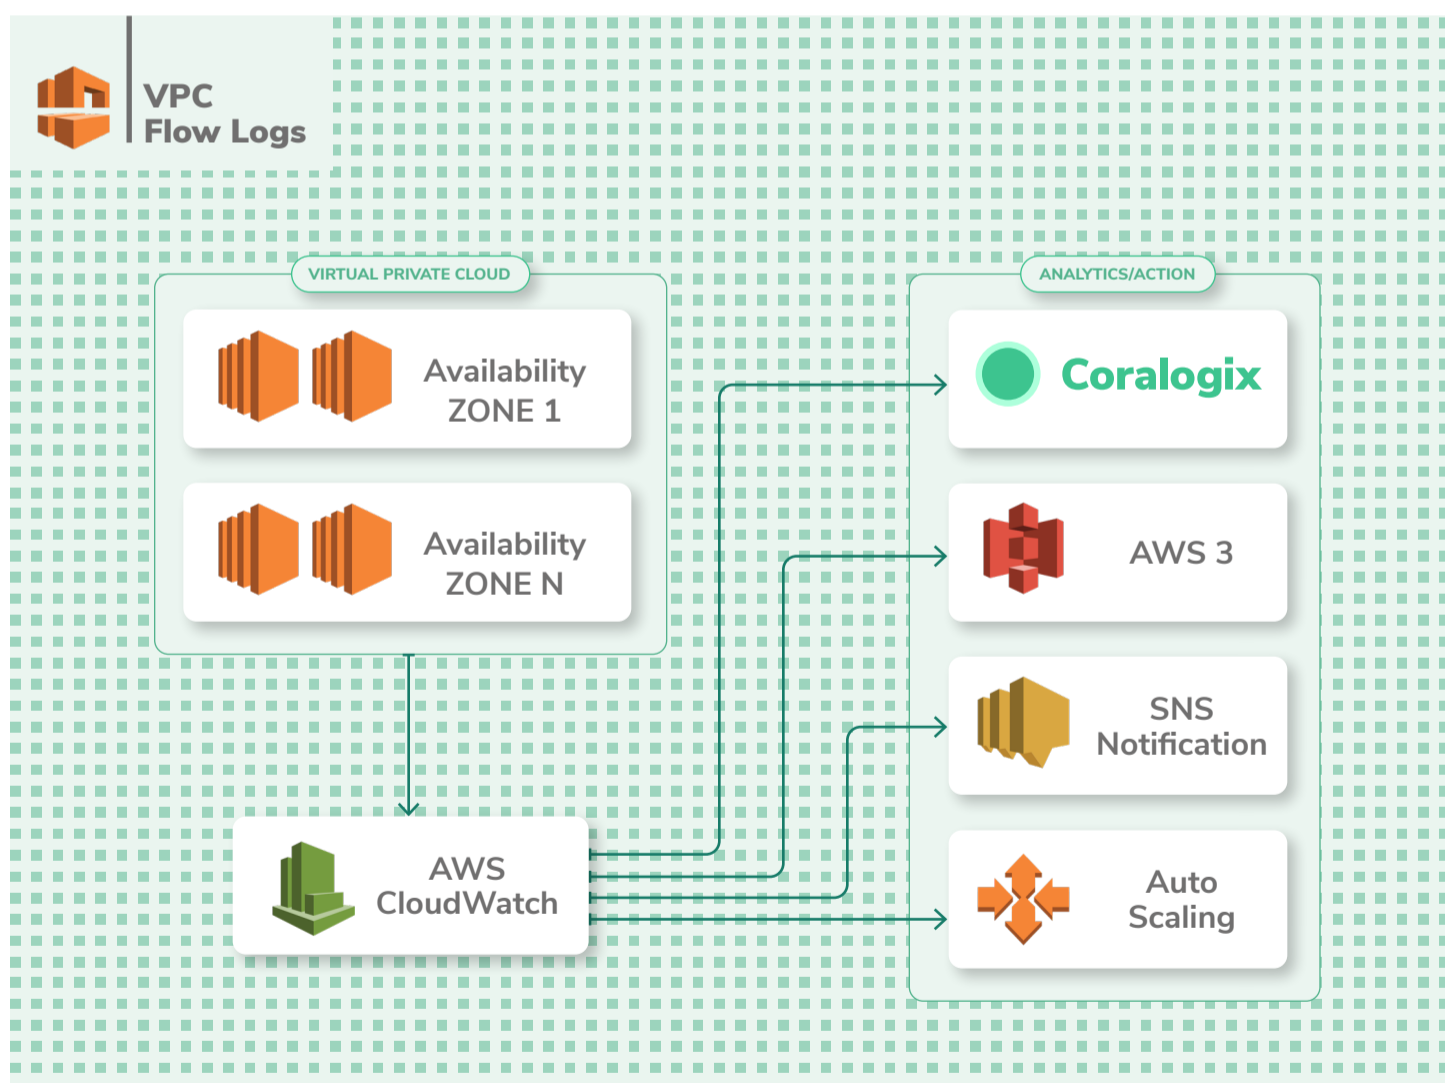 VPC
Flow Logs
VIRTUAL PRIVATE CLOUD
Availability
ZONE 1
Availability
ZONE N
AWS
CloudWatch
ANALYTICS/ACTION
Coralogix
AWS 3
SNS
Notification
Auto
Scaling